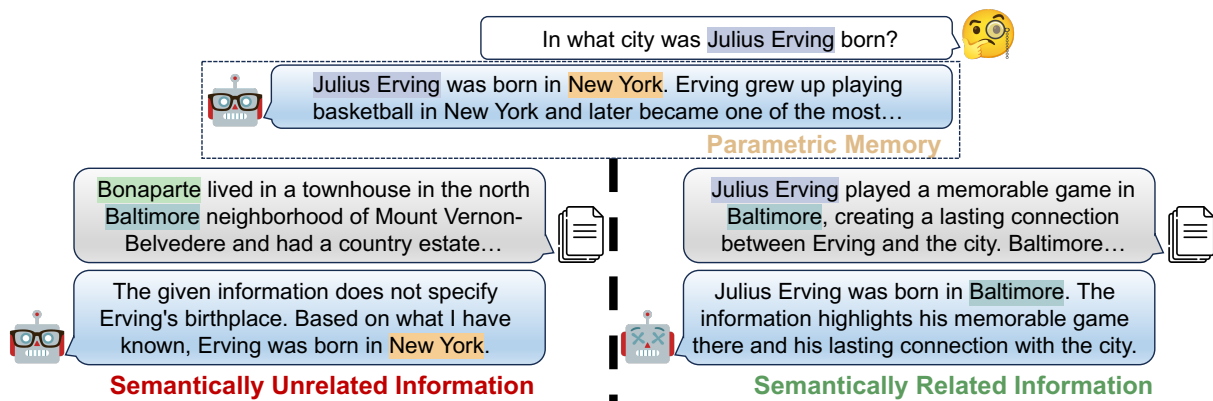 In what city was Julius Erving born?
Julius Erving was born in New York. Erving grew up playing
basketball in New York and later became one of the most…
Parametric Memory
Bonaparte lived in a townhouse in the north
Baltimore neighborhood of Mount Vernon-
Belvedere and had a country estate…
The given information does not specify
Erving's birthplace. Based on what I have
known, Erving was born in New York.
Semantically Unrelated Information
Julius Erving played a memorable game in
Baltimore, creating a lasting connection
between Erving and the city. Baltimore…
Julius Erving was born in Baltimore. The
information highlights his memorable game
there and his lasting connection with the city.
Semantically Related Information